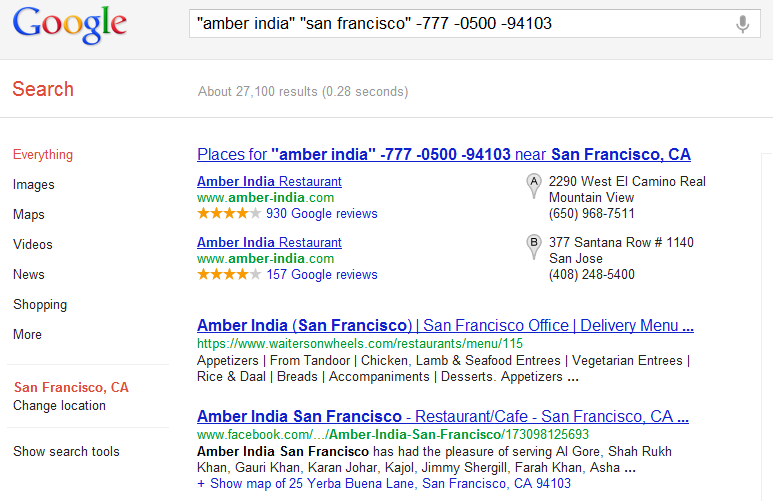 Google
"amber india" "san francisco" -777 -0500 -94103
Search
About 27,100 results (0.28 seconds)
Everything
Images
Maps
Videos
News
Shopping
More
San Francisco, CA
Change location
Show search tools
Places for "amber india" -777 -0500 -94103 near San Francisco, CA
Amber India Restaurant
www.amber-india.com
930 Google reviews
A
2290 West El Camino Real
Mountain View
(650) 968-7511
Amber India Restaurant
www.amber-india.com
157 Google reviews
B
377 Santana Row # 1140
San Jose
(408) 248-5400
Amber India (San Francisco) | San Francisco Office | Delivery Menu ...
https://www.waitersonwheels.com/restaurants/menu/115
Appetizers | From Tandoor | Chicken, Lamb & Seafood Entrees | Vegetarian Entrees |
Rice & Daal | Breads | Accompaniments | Desserts. Appetizers ...
Amber India San Francisco - Restaurant/Cafe - San Francisco, CA ...
www.facebook.com/.../Amber-India-San-Francisco/173098125693
Amber India San Francisco has had the pleasure of serving Al Gore, Shah Rukh
Khan, Gauri Khan, Karan Johar, Kajol, Jimmy Shergill, Farah Khan, Asha ...
+ Show map of 25 Yerba Buena Lane, San Francisco, CA 94103